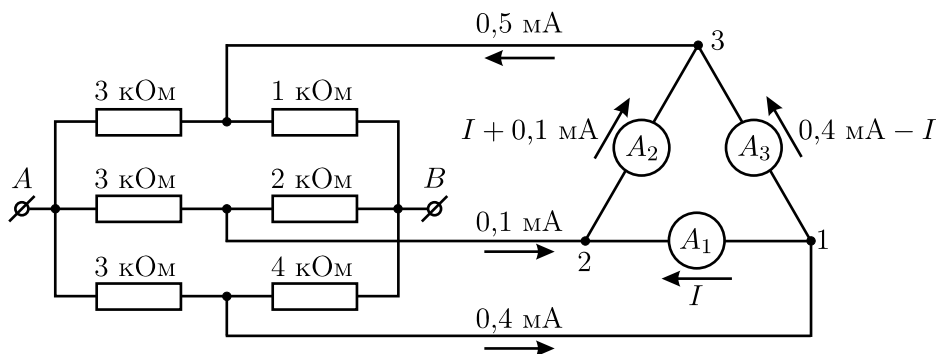 0,5 мА
3
3 кОм 1 кОм
I + 0,1 мА A₂ A₃ 0,4 мА − I
A 3 кОм 2 кОм B
0,1 мА
2 A₁ 1
I
3 кОм 4 кОм
0,4 мА